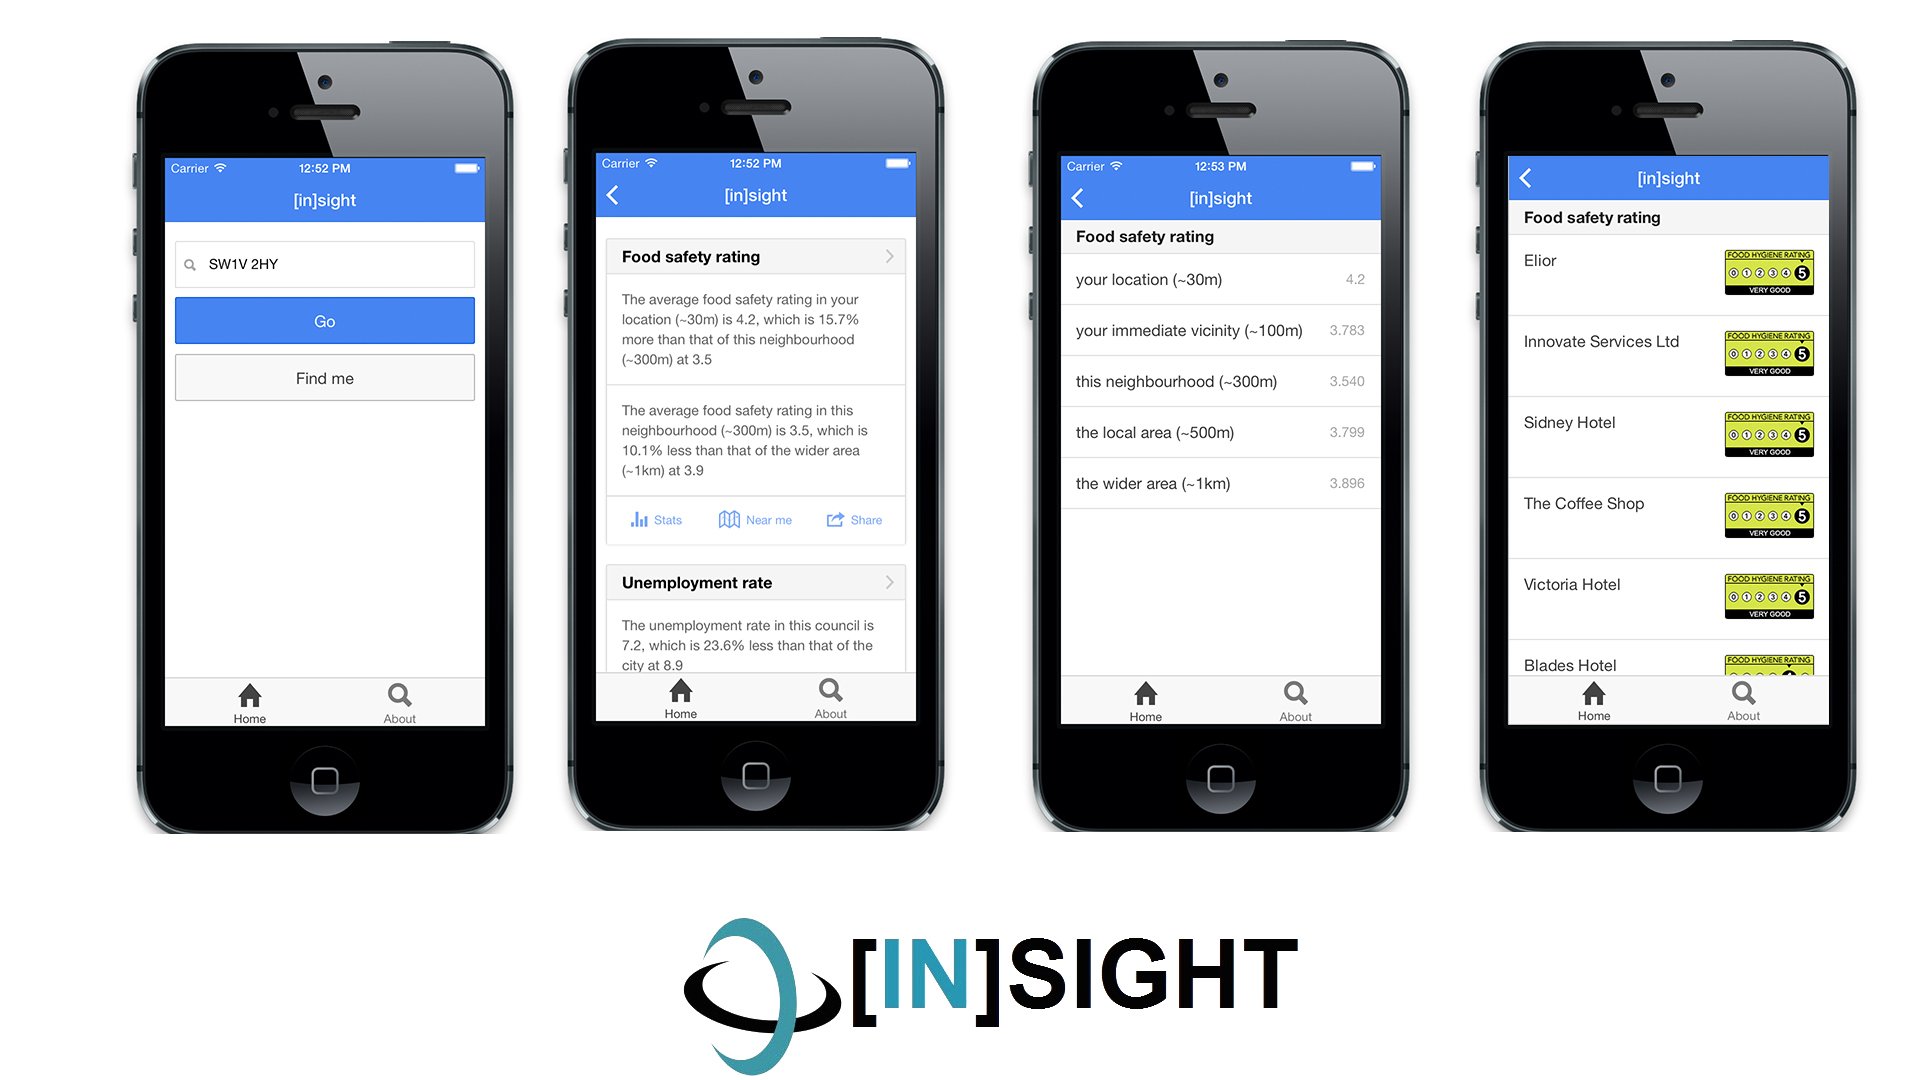 Carrier 12:52 PM
[in]sight
SW1V 2HY
Go
Find me
Home About
Carrier 12:52 PM
[in]sight
Food safety rating
The average food safety rating in your
location (~30m) is 4.2, which is 15.7%
more than that of this neighbourhood
(~300m) at 3.5
The average food safety rating in this
neighbourhood (~300m) is 3.5, which is
10.1% less than that of the wider area
(~1km) at 3.9
Stats Near me Share
Unemployment rate
The unemployment rate in this council is
7.2, which is 23.6% less than that of the
city at 8.9
Home About
Carrier 12:53 PM
[in]sight
Food safety rating
your location (~30m) 4.2
your immediate vicinity (~100m) 3.783
this neighbourhood (~300m) 3.540
the local area (~500m) 3.799
the wider area (~1km) 3.896
Home About
[in]sight
Food safety rating
Elior
FOOD HYGIENE RATING
0 1 2 3 4 5
VERY GOOD
Innovate Services Ltd
FOOD HYGIENE RATING
0 1 2 3 4 5
VERY GOOD
Sidney Hotel
FOOD HYGIENE RATING
0 1 2 3 4 5
VERY GOOD
The Coffee Shop
FOOD HYGIENE RATING
0 1 2 3 4 5
VERY GOOD
Victoria Hotel
FOOD HYGIENE RATING
0 1 2 3 4 5
VERY GOOD
Blades Hotel
FOOD HYGIENE RATING
Home About
[IN]SIGHT